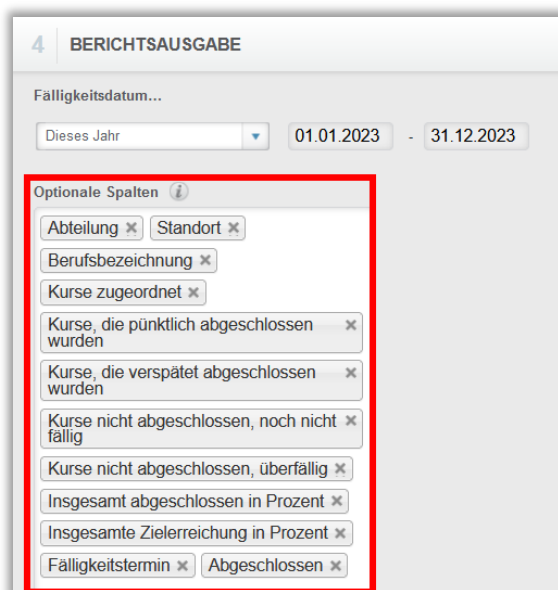 4 BERICHTSAUSGABE
Fälligkeitsdatum...
Dieses Jahr 01.01.2023 - 31.12.2023
Optionale Spalten i
Abteilung × Standort ×
Berufsbezeichnung ×
Kurse zugeordnet ×
Kurse, die pünktlich abgeschlossen ×
wurden
Kurse, die verspätet abgeschlossen ×
wurden
Kurse nicht abgeschlossen, noch nicht ×
fällig
Kurse nicht abgeschlossen, überfällig ×
Insgesamt abgeschlossen in Prozent ×
Insgesamte Zielerreichung in Prozent ×
Fälligkeitstermin × Abgeschlossen ×